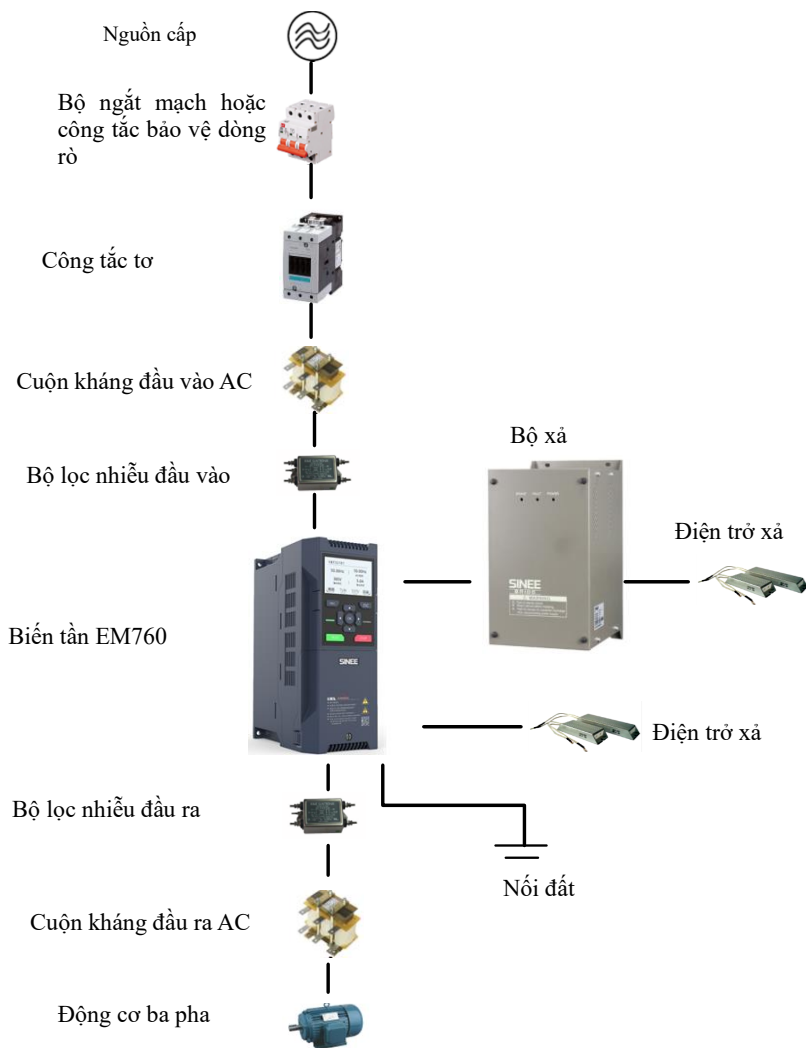 Nguồn cấp
Bộ ngắt mạch hoặc
công tắc bảo vệ dòng
rò
Công tắc tơ
Cuộn kháng đầu vào AC
Bộ xả
Bộ lọc nhiễu đầu vào
Điện trở xả
SINEE
Biến tần EM760
SINEE
Điện trở xả
Bộ lọc nhiễu đầu ra
Nối đất
Cuộn kháng đầu ra AC
Động cơ ba pha